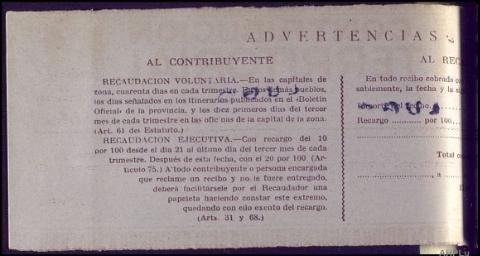 ADVERTENCIAS
AL CONTRIBUYENTE
RECAUDACION VOLUNTARIA.—En las capitales de
zona, cuarenta días en cada trimestre. En los demás pueblos,
los días señalados en los itinerarios publicados en el «Boletín
Oficial» de la provincia, y los diez primeros días del tercer
mes de cada trimestre en las oficinas de la capital de la zona.
(Art. 61 del Estatuto.)
RECAUDACION EJECUTIVA.—Con recargo del 10
por 100 desde el día 21 al último día del tercer mes de cada
trimestre. Después de esta fecha, con el 20 por 100 (Ar-
tículo 75.) A todo contribuyente o persona encargada
que reclame un recibo y no le fuere entregado,
deberá facilitársele por el Recaudador una
papeleta haciendo constar este extremo,
quedando con ello exento del recargo.
(Arts. 31 y 68.)
AL RE
En todo recibo cobrado c
sablemente, la fecha y la s
Recargo por 100,
Total c